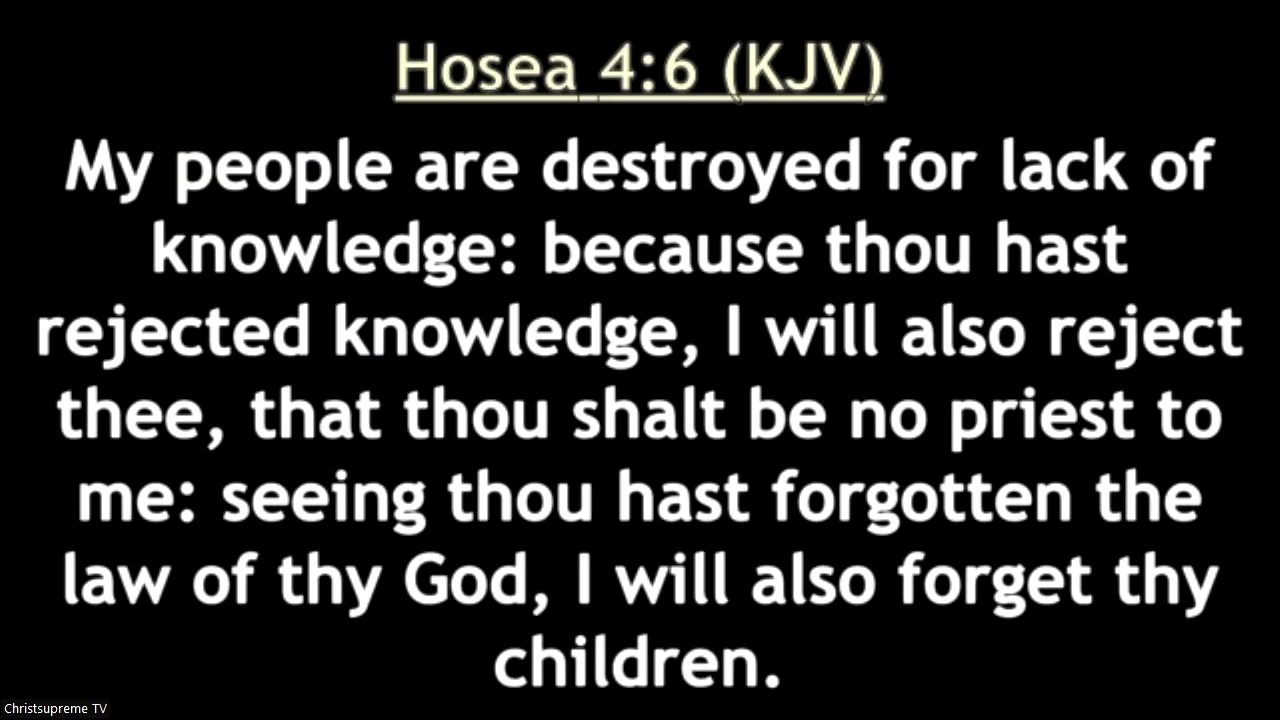 Hosea 4:6 (KJV)
My people are destroyed for lack of
knowledge: because thou hast
rejected knowledge, I will also reject
thee, that thou shalt be no priest to
me: seeing thou hast forgotten the
law of thy God, I will also forget thy
children.
Christsupreme TV